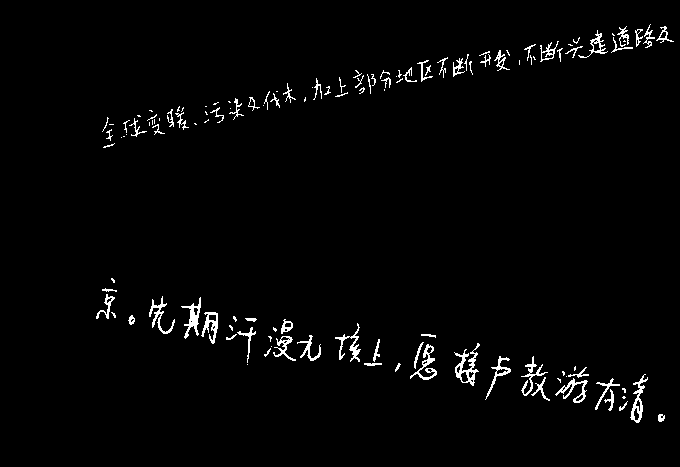 全球变暖、污染及伐木，加上部分地区不断开发，不断兴建道路及
京。先期汗漫九垓上，愿接卢敖游太清。